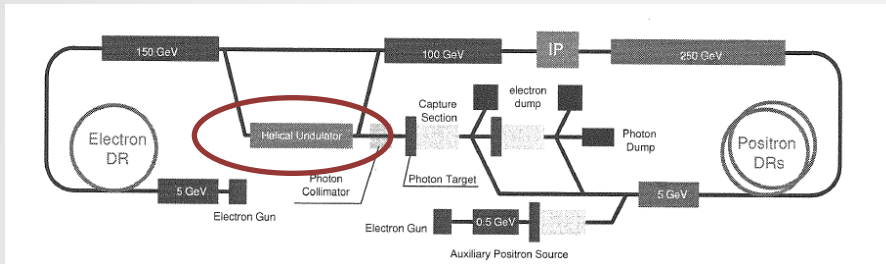 150 GeV
100 GeV
IP
250 GeV
Capture
Section
electron
dump
Helical Undulator
Electron
DR
Photon
Dump
Positron
DRs
Photon
Collimator
Photon Target
5 GeV
Electron Gun
5 GeV
Electron Gun
0.5 GeV
Auxiliary Positron Source